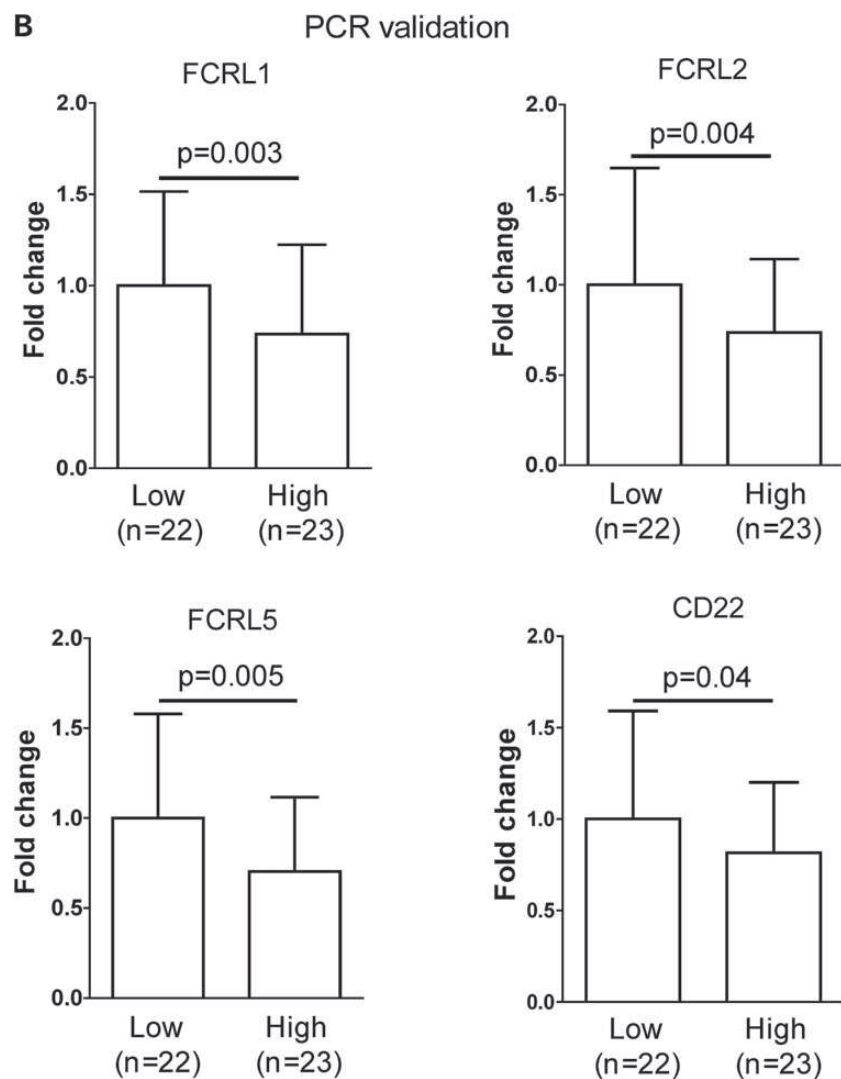 B
PCR validation
FCRL1
2.0
1.5
1.0
0.5
0.0
Fold change
p=0.003
Low
(n=22)
High
(n=23)
FCRL2
2.0
1.5
1.0
0.5
0.0
Fold change
p=0.004
Low
(n=22)
High
(n=23)
FCRL5
2.0
1.5
1.0
0.5
0.0
Fold change
p=0.005
Low
(n=22)
High
(n=23)
CD22
2.0
1.5
1.0
0.5
0.0
Fold change
p=0.04
Low
(n=22)
High
(n=23)